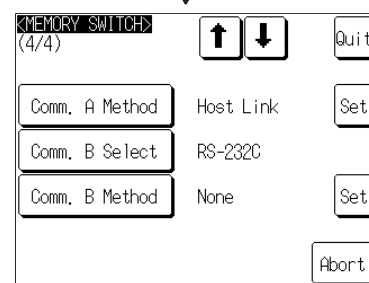 <MEMORY SWITCH>
(4/4)
Quit
Comm. A Method Host Link Set
Comm. B Select RS-232C
Comm. B Method None Set
Abort